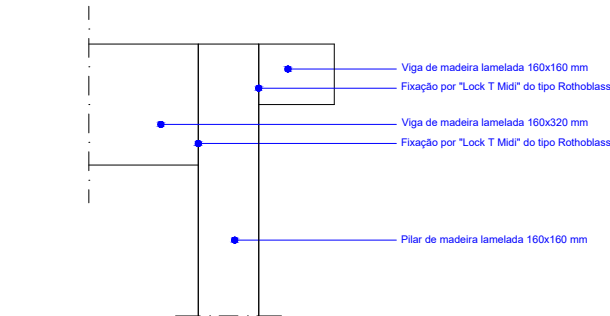 Viga de madeira lamelada 160x160 mm
Fixação por "Lock T Midi" do tipo Rothoblass
Viga de madeira lamelada 160x320 mm
Fixação por "Lock T Midi" do tipo Rothoblass
Pilar de madeira lamelada 160x160 mm